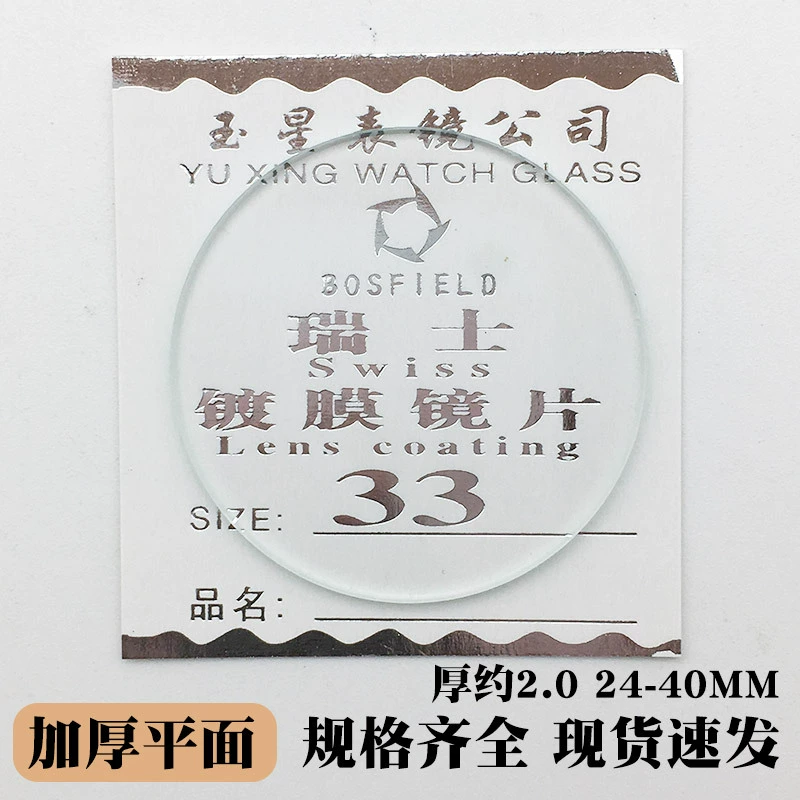 玉星表镜公司
YU XING WATCH GLASS
BOSFIELD
瑞士
Swiss
镀膜镜片
Lens coating
SIZE: 33
品名:
厚约2.0 24-40MM
加厚平面 规格齐全 现货速发